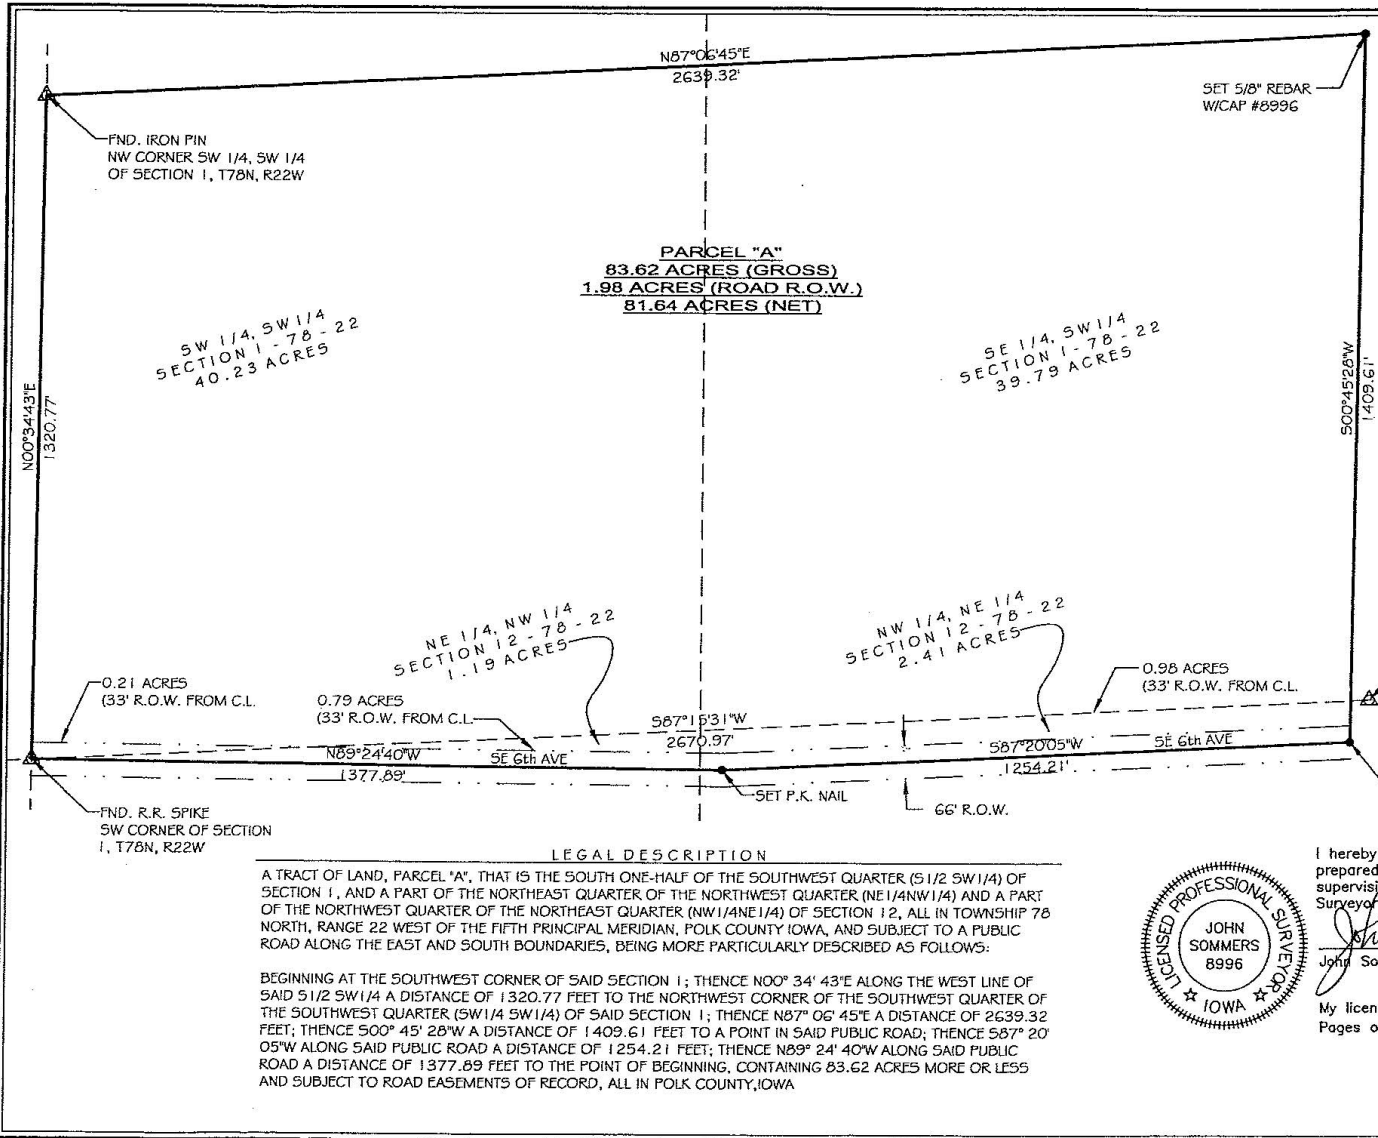 N87°06'45"E
2639.32'
SET 5/8" REBAR
W/CAP #8996
FND. IRON PIN
NW CORNER SW 1/4, SW 1/4
OF SECTION 1, T78N, R22W
PARCEL "A"
83.62 ACRES (GROSS)
1.98 ACRES (ROAD R.O.W.)
81.64 ACRES (NET)
SW 1/4, SW1/4
SECTION 1 - 78 - 22
40.23 ACRES
SE 1/4, SW1/4
SECTION 1 - 78 - 22
39.79 ACRES
N00°34'43"E
1320.77'
S00°45'28"W
1409.61'
NE 1/4, NW 1/4
SECTION 12 - 78 - 22
1.19 ACRES
NW 1/4, NE 1/4
SECTION 12 - 78 - 22
2.41 ACRES
0.21 ACRES
(33' R.O.W. FROM C.L.
0.79 ACRES
(33' R.O.W. FROM C.L.
0.98 ACRES
(33' R.O.W. FROM C.L.
S87°15'31"W
2670.97'
N89°24'40"W
1377.89'
SE 6th AVE
S87°20'05"W
1254.21'
SE 6th AVE
SET P.K. NAIL
66' R.O.W.
FND. R.R. SPIKE
SW CORNER OF SECTION
1, T78N, R22W
LEGAL DESCRIPTION
A TRACT OF LAND, PARCEL "A", THAT IS THE SOUTH ONE-HALF OF THE SOUTHWEST QUARTER (S1/2 SW1/4) OF
SECTION 1, AND A PART OF THE NORTHEAST QUARTER OF THE NORTHWEST QUARTER (NE1/4NW1/4) AND A PART
OF THE NORTHWEST QUARTER OF THE NORTHEAST QUARTER (NW1/4NE1/4) OF SECTION 12, ALL IN TOWNSHIP 78
NORTH, RANGE 22 WEST OF THE FIFTH PRINCIPAL MERIDIAN, POLK COUNTY IOWA, AND SUBJECT TO A PUBLIC
ROAD ALONG THE EAST AND SOUTH BOUNDARIES, BEING MORE PARTICULARLY DESCRIBED AS FOLLOWS:
BEGINNING AT THE SOUTHWEST CORNER OF SAID SECTION 1; THENCE N00° 34' 43"E ALONG THE WEST LINE OF
SAID S1/2 SW1/4 A DISTANCE OF 1320.77 FEET TO THE NORTHWEST CORNER OF THE SOUTHWEST QUARTER OF
THE SOUTHWEST QUARTER (SW1/4 SW1/4) OF SAID SECTION 1; THENCE N87° 06' 45"E A DISTANCE OF 2639.32
FEET; THENCE S00° 45' 28"W A DISTANCE OF 1409.61 FEET TO A POINT IN SAID PUBLIC ROAD; THENCE S87° 20'
05"W ALONG SAID PUBLIC ROAD A DISTANCE OF 1254.21 FEET; THENCE N89° 24' 40"W ALONG SAID PUBLIC
ROAD A DISTANCE OF 1377.89 FEET TO THE POINT OF BEGINNING, CONTAINING 83.62 ACRES MORE OR LESS
AND SUBJECT TO ROAD EASEMENTS OF RECORD, ALL IN POLK COUNTY,IOWA
LICENSED PROFESSIONAL SURVEYOR
JOHN
SOMMERS
8996
IOWA
I hereby
prepared
supervisi
Surveyor
John So
My licen
Pages o